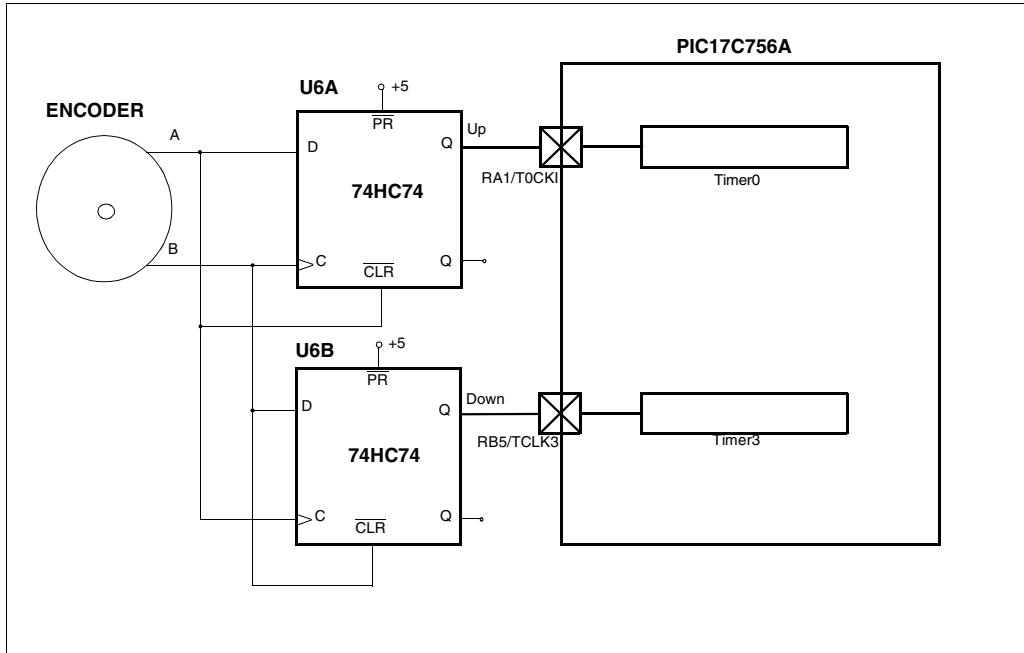 PIC17C756A
U6A
+5
ENCODER
PR
A
Q
Up
D
74HC74
RA1/T0CKI
Timer0
B
C
CLR
Q
U6B
+5
PR
D
Q
Down
74HC74
RB5/TCLK3
Timer3
C
CLR
Q